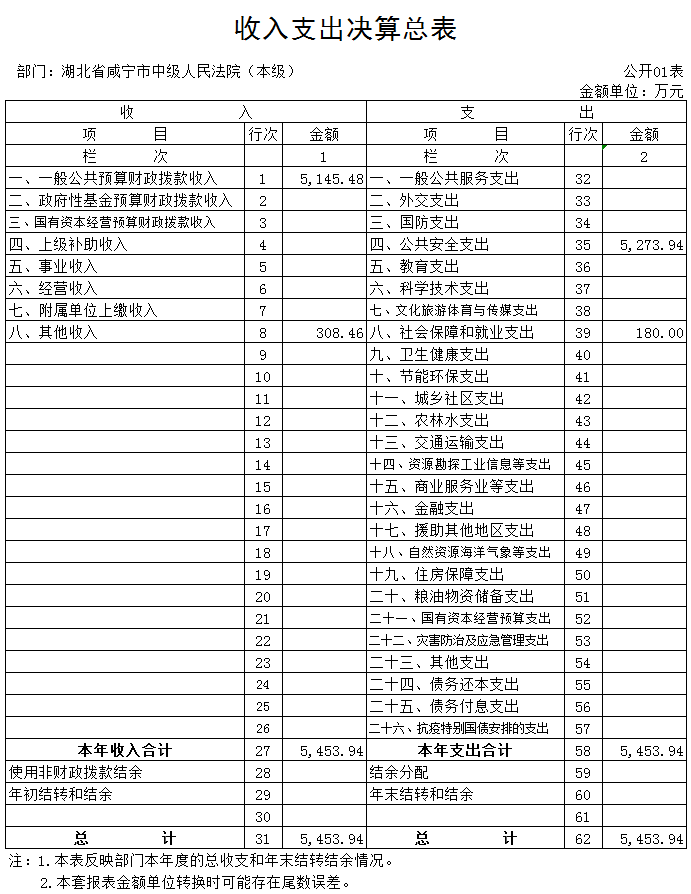 收入支出决算总表
部门：湖北省咸宁市中级人民法院（本级） 公开01表
金额单位：万元
收 入 支 出
项 目 行次 金额 项 目 行次 金额
栏 次 1 栏 次 2
一、一般公共预算财政拨款收入 1 5,145.48 一、一般公共服务支出 32
二、政府性基金预算财政拨款收入 2 二、外交支出 33
三、国有资本经营预算财政拨款收入 3 三、国防支出 34
四、上级补助收入 4 四、公共安全支出 35 5,273.94
五、事业收入 5 五、教育支出 36
六、经营收入 6 六、科学技术支出 37
七、附属单位上缴收入 7 七、文化旅游体育与传媒支出 38
八、其他收入 8 308.46 八、社会保障和就业支出 39 180.00
9 九、卫生健康支出 40
10 十、节能环保支出 41
11 十一、城乡社区支出 42
12 十二、农林水支出 43
13 十三、交通运输支出 44
14 十四、资源勘探工业信息等支出 45
15 十五、商业服务业等支出 46
16 十六、金融支出 47
17 十七、援助其他地区支出 48
18 十八、自然资源海洋气象等支出 49
19 十九、住房保障支出 50
20 二十、粮油物资储备支出 51
21 二十一、国有资本经营预算支出 52
22 二十二、灾害防治及应急管理支出 53
23 二十三、其他支出 54
24 二十四、债务还本支出 55
25 二十五、债务付息支出 56
26 二十六、抗疫特别国债安排的支出 57
本年收入合计 27 5,453.94 本年支出合计 58 5,453.94
使用非财政拨款结余 28 结余分配 59
年初结转和结余 29 年末结转和结余 60
30 61
总 计 31 5,453.94 总 计 62 5,453.94
注：1.本表反映部门本年度的总收支和年末结转结余情况。
2.本套报表金额单位转换时可能存在尾数误差。